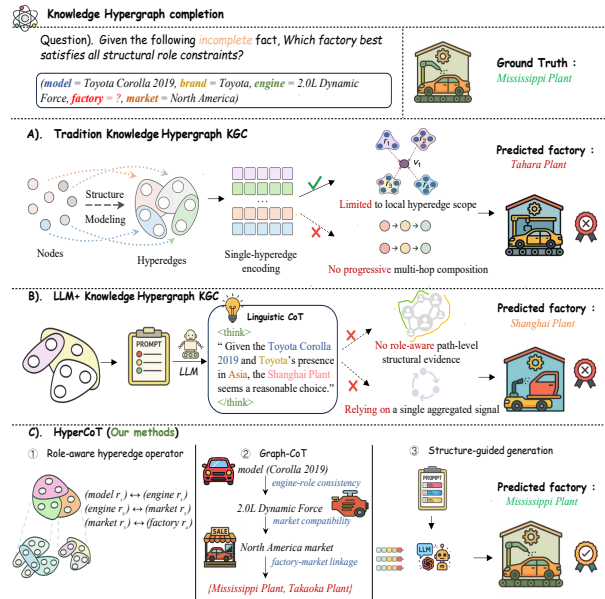 Knowledge Hypergraph completion
Question). Given the following incomplete fact, Which factory best
satisfies all structural role constraints?
(model = Toyota Corolla 2019, brand = Toyota, engine = 2.0L Dynamic
Force, factory = ?, market = North America)
Ground Truth :
Mississippi Plant
A). Tradition Knowledge Hypergraph KGC
Nodes
Structure
Modeling
Hyperedges
...
Single-hyperedge
encoding
r1
r2
v1
r3
r4
Limited to local hyperedge scope
No progressive multi-hop composition
Predicted factory :
Tahara Plant
B). LLM+ Knowledge Hypergraph KGC
PROMPT
LLM
Linguistic CoT
<think>
“ Given the Toyota Corolla
2019 and Toyota’s presence
in Asia, the Shanghai Plant
seems a reasonable choice.”
</think>
No role-aware path-level
structural evidence
Relying on a single aggregated signal
Predicted factory :
Shanghai Plant
C). HyperCoT (Our methods)
① Role-aware hyperedge operator
(model r,) ↔ (engine r,)
(engine r,) ↔ (market r,)
(market r,) ↔ (factory r,)
② Graph-CoT
model (Corolla 2019)
engine-role consistency
2.0L Dynamic Force
market compatibility
SALE
North America market
factory-market linkage
{Mississippi Plant, Takaoka Plant}
③ Structure-guided generation
PROMPT
LLM
Predicted factory :
Mississippi Plant